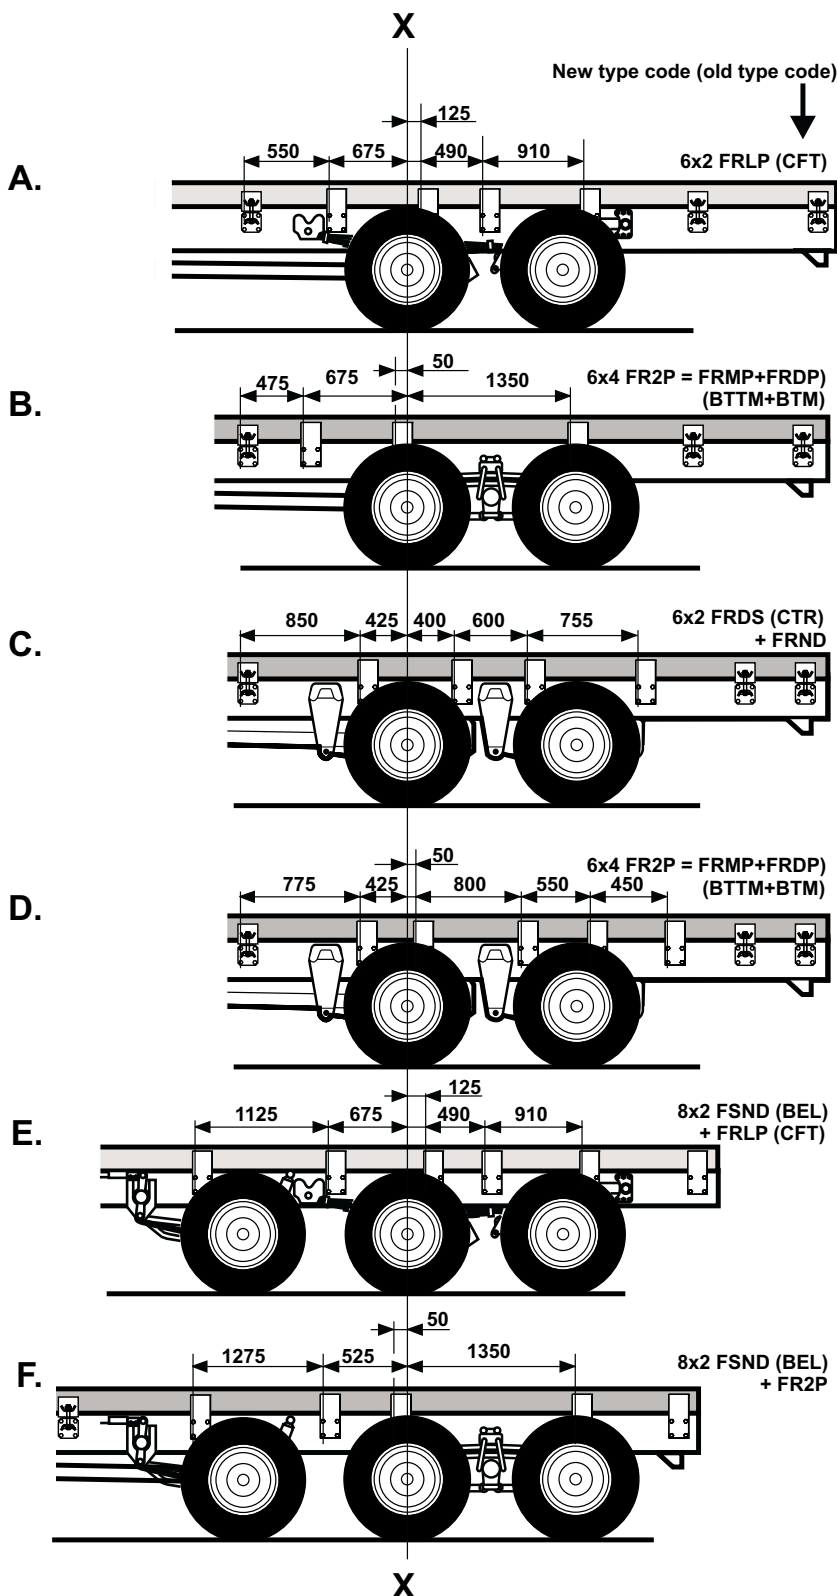 X
New type code (old type code)
125
550 675 490 910
6x2 FRLP (CFT)
A.
50
475 675 1350
6x4 FR2P = FRMP+FRDP)
(BTTM+BTM)
B.
850 425 400 600 755
6x2 FRDS (CTR)
+ FRND
C.
50
6x4 FR2P = FRMP+FRDP)
(BTTM+BTM)
775 425 800 550 450
D.
125
1125 675 490 910
8x2 FSND (BEL)
+ FRLP (CFT)
E.
50
1275 525 1350
8x2 FSND (BEL)
+ FR2P
F.
X